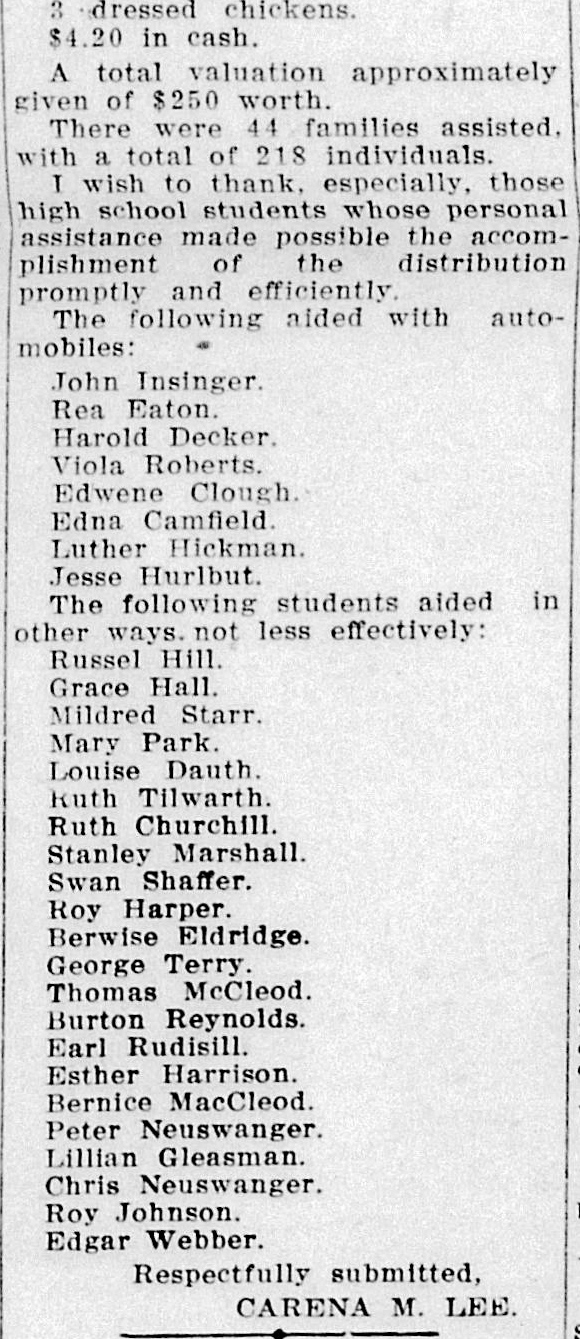 3 dressed chickens.
$4.20 in cash.
A total valuation approximately
given of $250 worth.
There were 44 families assisted,
with a total of 218 individuals.
I wish to thank, especially, those
high school students whose personal
assistance made possible the accom-
plishment of the distribution
promptly and efficiently.
The following aided with auto-
mobiles:
John Insinger.
Rea Eaton.
Harold Decker.
Viola Roberts.
Edwene Clough.
Edna Camfield.
Luther Hickman.
Jesse Hurlbut.
The following students aided in
other ways, not less effectively:
Russel Hill.
Grace Hall.
Mildred Starr.
Mary Park.
Louise Dauth.
Ruth Tilwarth.
Ruth Churchill.
Stanley Marshall.
Swan Shaffer.
Roy Harper.
Berwise Eldridge.
George Terry.
Thomas McCleod.
Burton Reynolds.
Earl Rudisill.
Esther Harrison.
Bernice MacCleod.
Peter Neuswanger.
Lillian Gleasman.
Chris Neuswanger.
Roy Johnson.
Edgar Webber.
Respectfully submitted,
CARENA M. LEE.